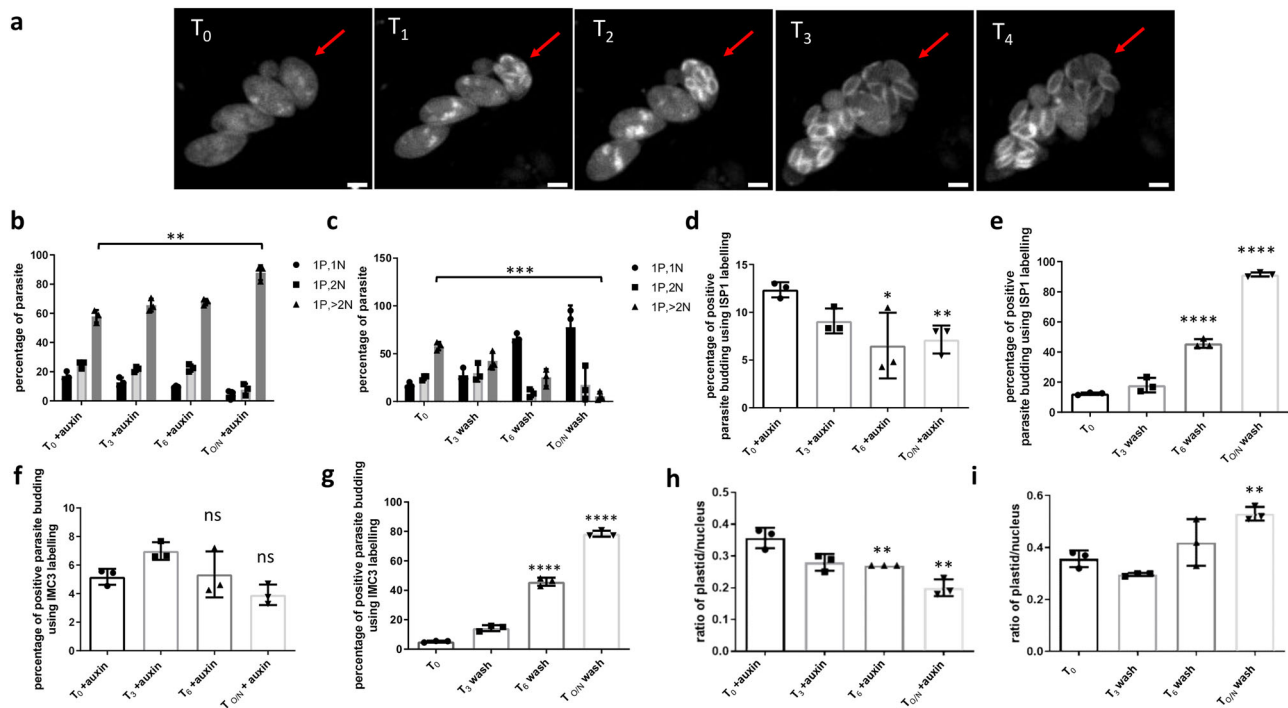 a
T0
T1
T2
T3
T4
b
percentage of parasite
100
80
60
40
20
0
**
1P,1N
1P,2N
1P,>2N
T0 +auxin
T3 +auxin
T6 +auxin
TO/N +auxin
c
percentage of parasite
125
100
75
50
25
0
***
1P,1N
1P,2N
1P,>2N
T0
T3 wash
T6 wash
TO/N wash
d
percentage of positive
parasite budding using ISP1 labelling
15
10
5
0
*
**
T0 +auxin
T3 +auxin
T6 +auxin
TO/N +auxin
e
percentage of positive
parasite budding using ISP1 labelling
100
80
60
40
20
0
****
****
T0
T3 wash
T6 wash
TO/N wash
f
percentage of positive parasite budding
using IMC3 labelling
8
6
4
2
0
ns
ns
T0 +auxin
T3 +auxin
T6 +auxin
T O/N + auxin
g
percentage of positive parasite budding
using IMC3 labelling
100
80
60
40
20
0
****
****
T0
T3 wash
T6 wash
T O/N wash
h
ratio of plastid/nucleus
0.5
0.4
0.3
0.2
0.1
0.0
**
**
T0 +auxin
T3 +auxin
T6 +auxin
TO/N +auxin
i
ratio of plastid/nucleus
0.6
0.4
0.2
0.0
**
T0
T3 wash
T6 wash
TO/N wash